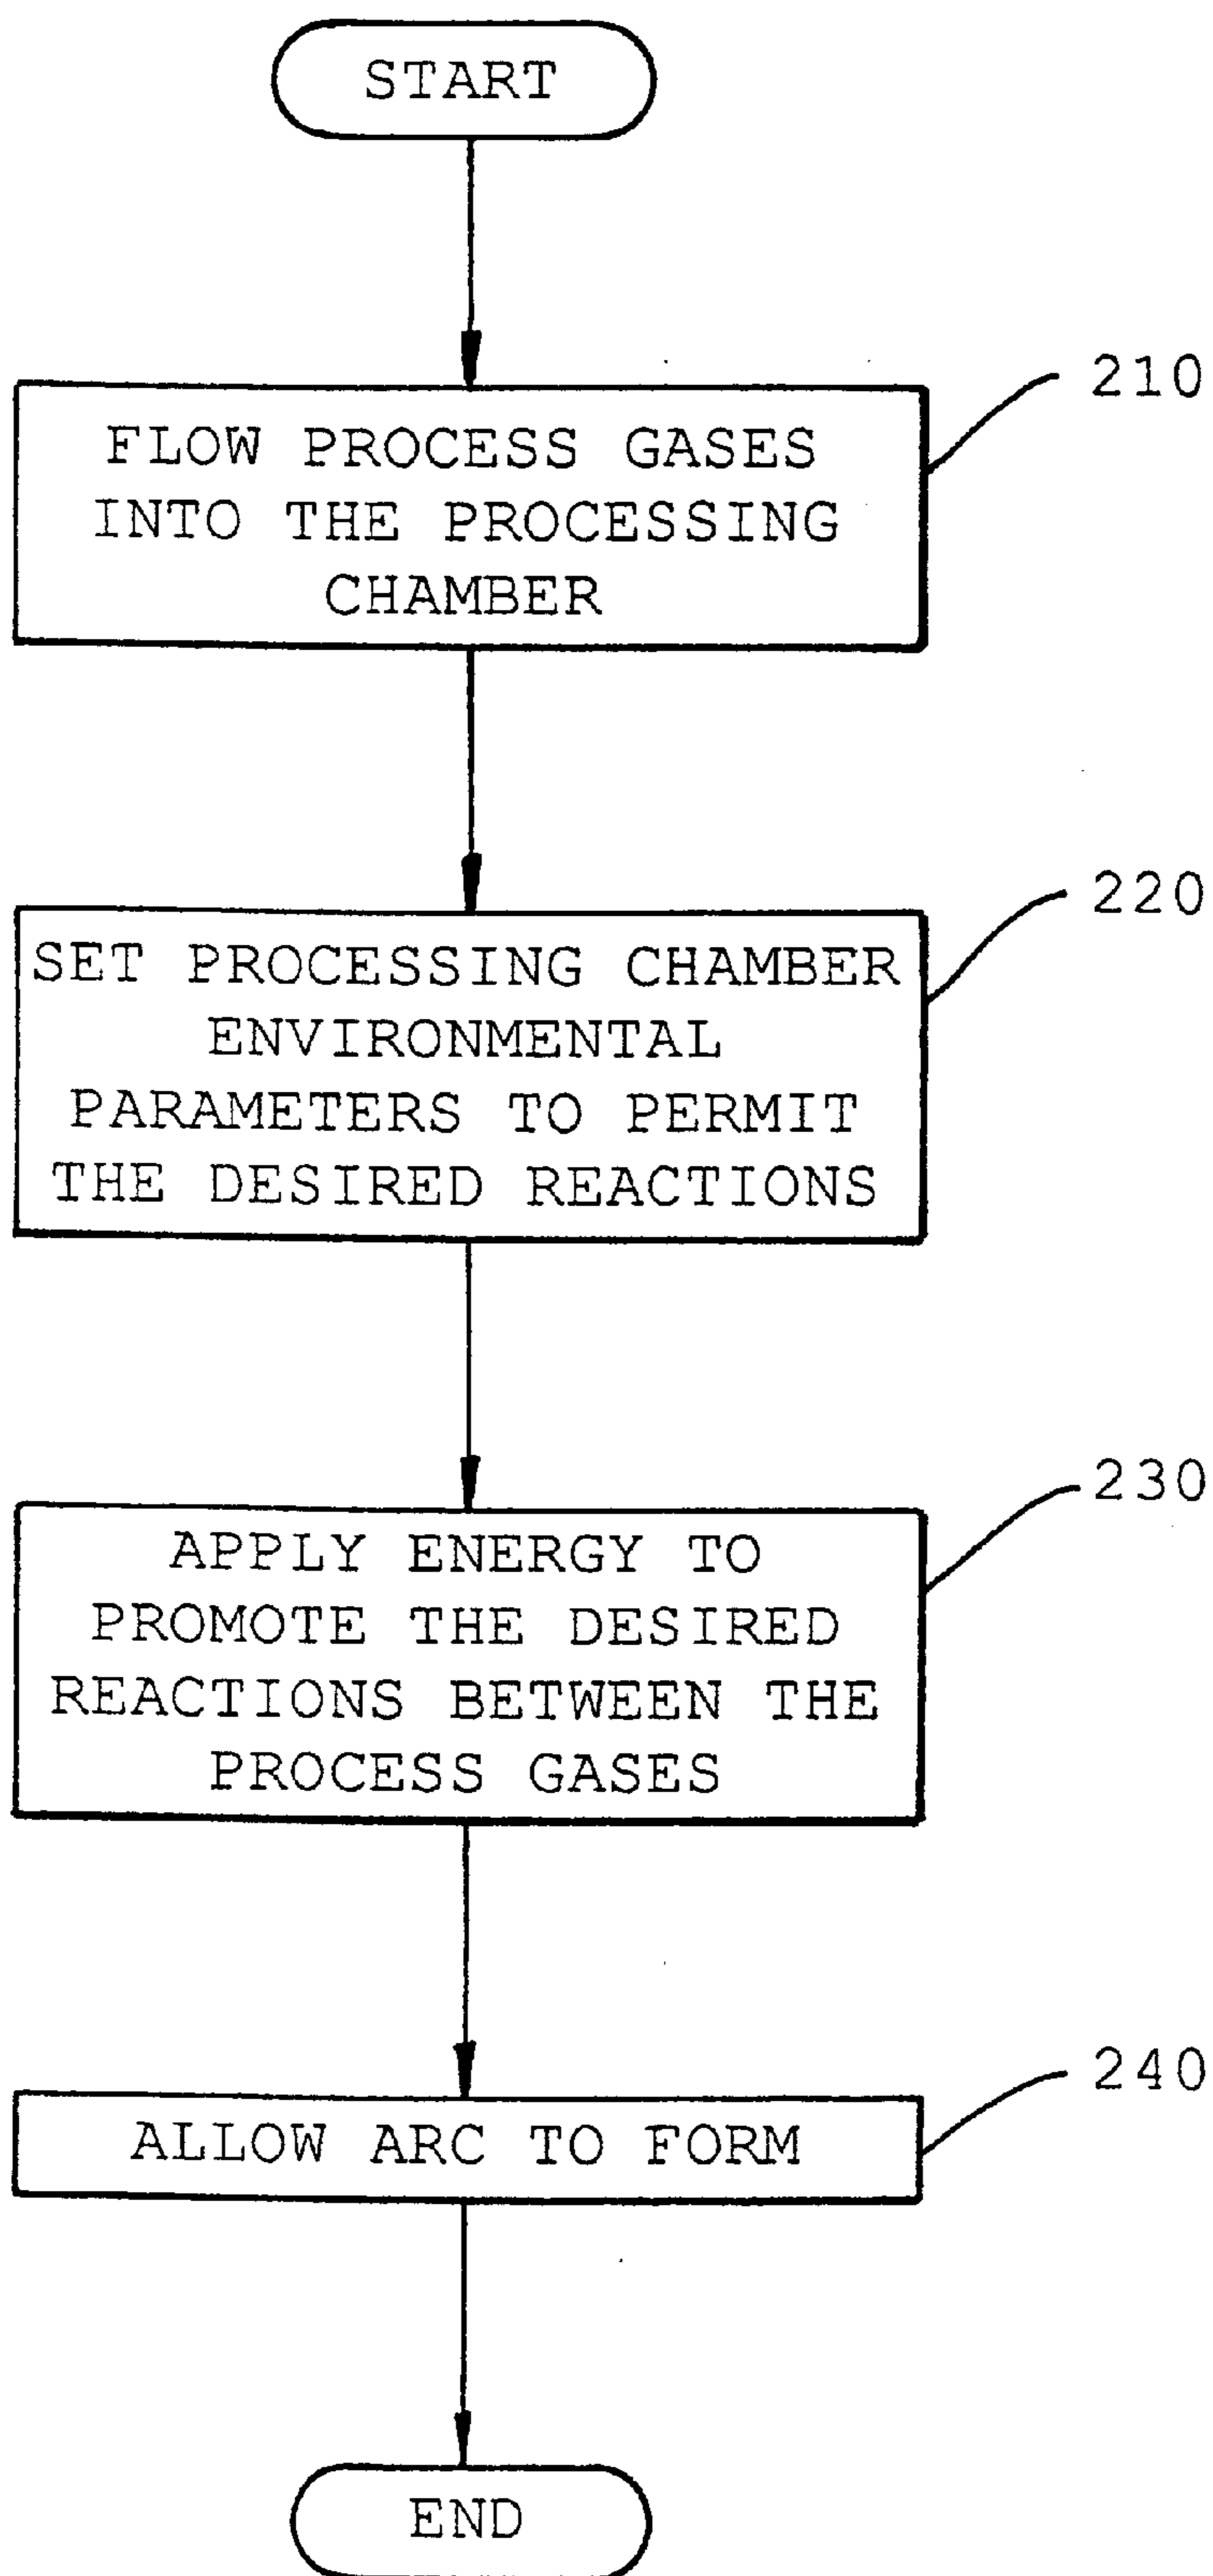 START
210
FLOW PROCESS GASES
INTO THE PROCESSING
CHAMBER
220
SET PROCESSING CHAMBER
ENVIRONMENTAL
PARAMETERS TO PERMIT
THE DESIRED REACTIONS
230
APPLY ENERGY TO
PROMOTE THE DESIRED
REACTIONS BETWEEN THE
PROCESS GASES
240
ALLOW ARC TO FORM
END